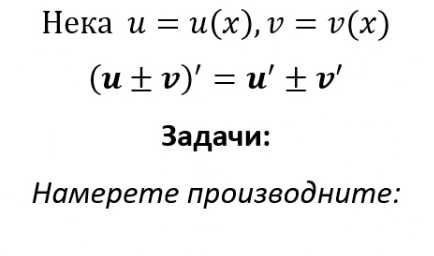 Нека u = u(x), v = v(x)
(u ± v)′ = u′ ± v′
Задачи:
Намерете производните: